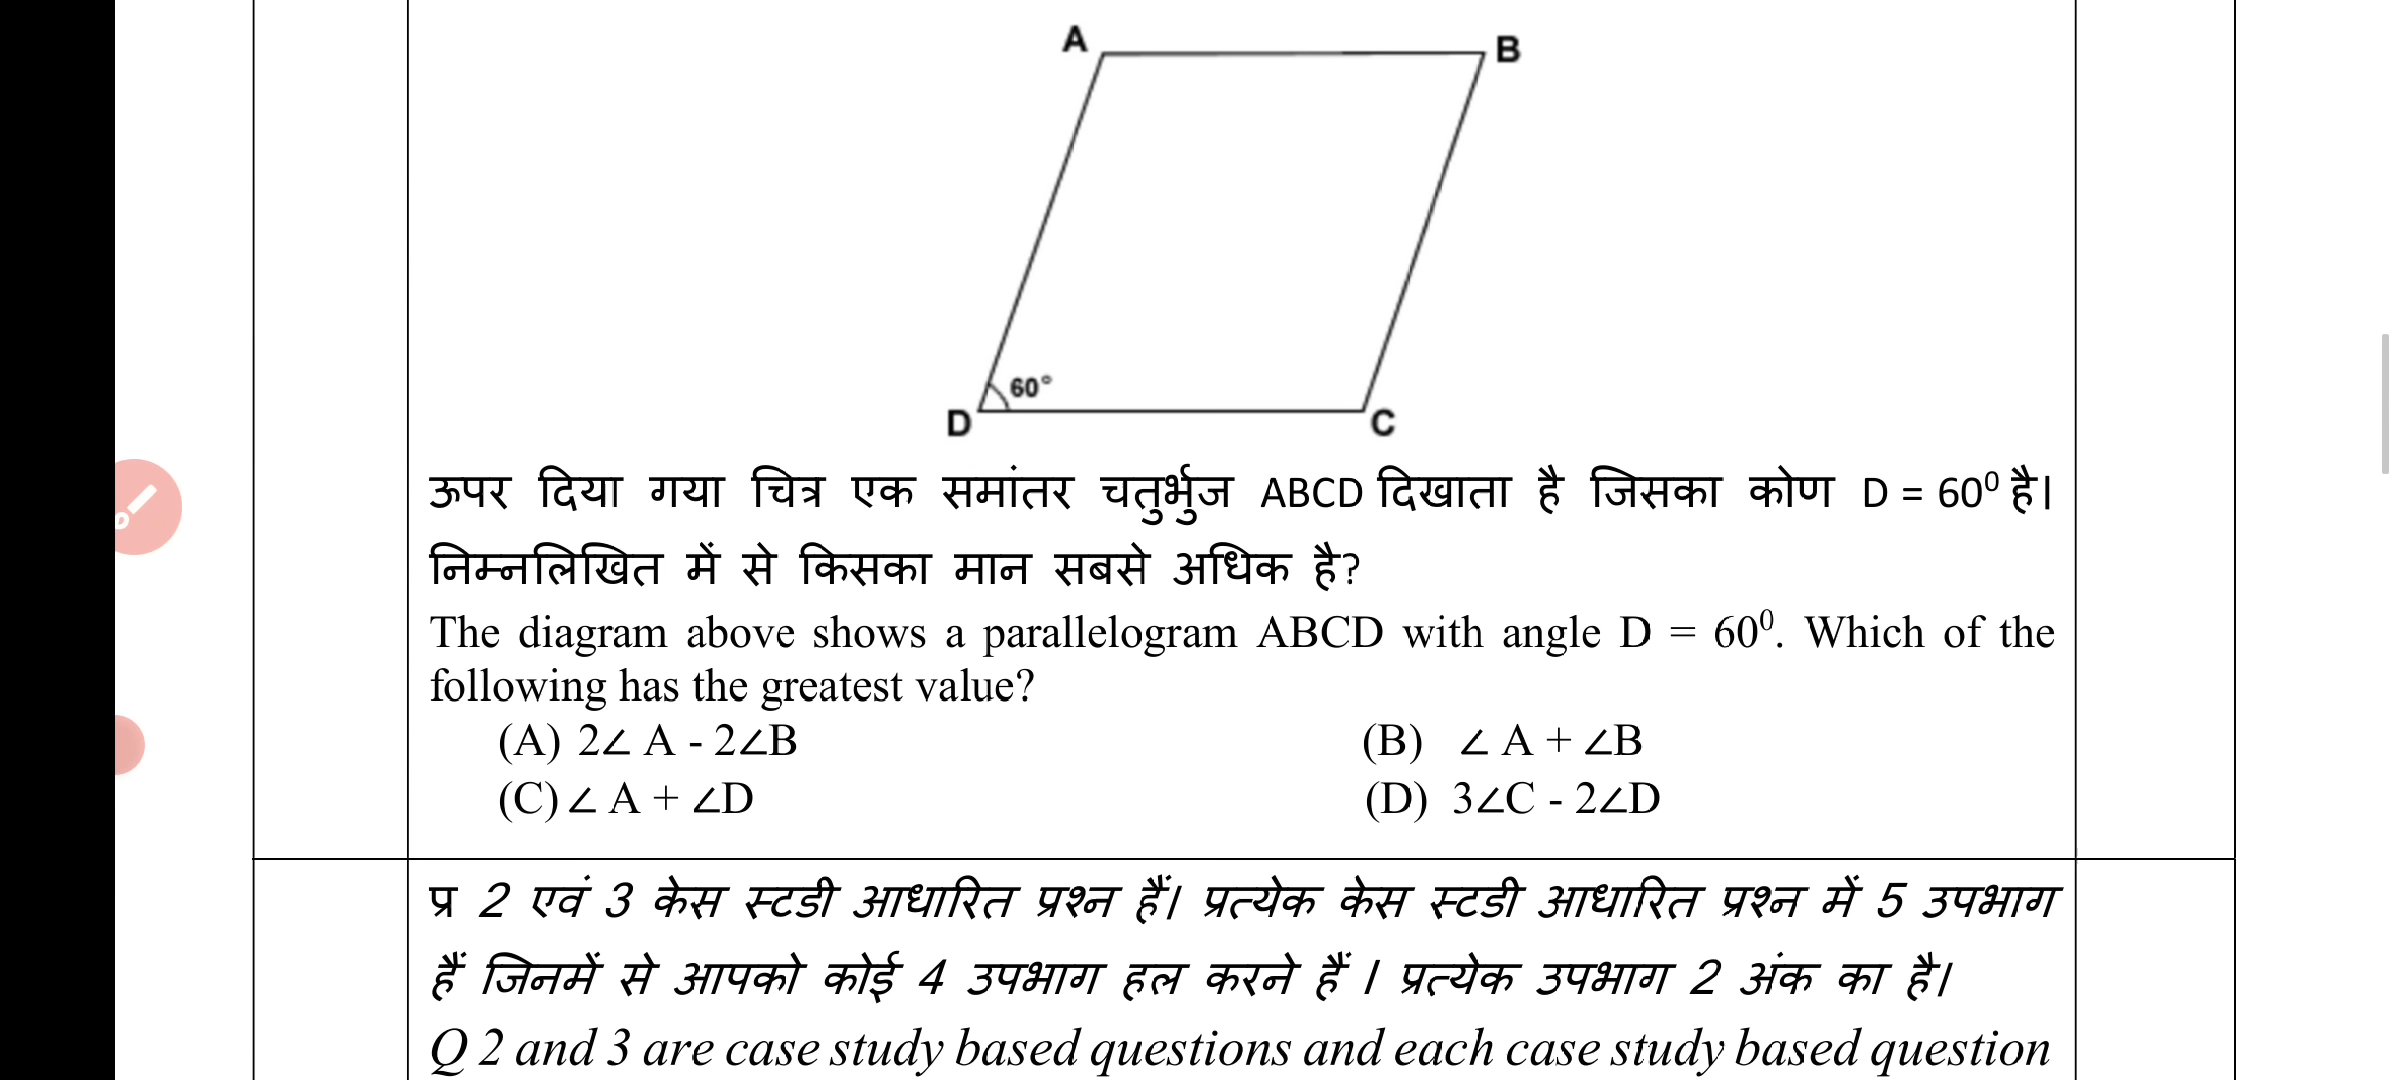 A
B
60°
D
C
ऊपर दिया गया चित्र एक समांतर चतुर्भुज ABCD दिखाता है जिसका कोण D = 60⁰ है।
निम्नलिखित में से किसका मान सबसे अधिक है?
The diagram above shows a parallelogram ABCD with angle D = 60⁰. Which of the
following has the greatest value?
(A) 2∠ A - 2∠B (B) ∠ A + ∠B
(C) ∠ A + ∠D (D) 3∠C - 2∠D
प्र 2 एवं 3 केस स्टडी आधारित प्रश्न हैं। प्रत्येक केस स्टडी आधारित प्रश्न में 5 उपभाग
हैं जिनमें से आपको कोई 4 उपभाग हल करने हैं । प्रत्येक उपभाग 2 अंक का है।
Q 2 and 3 are case study based questions and each case study based question